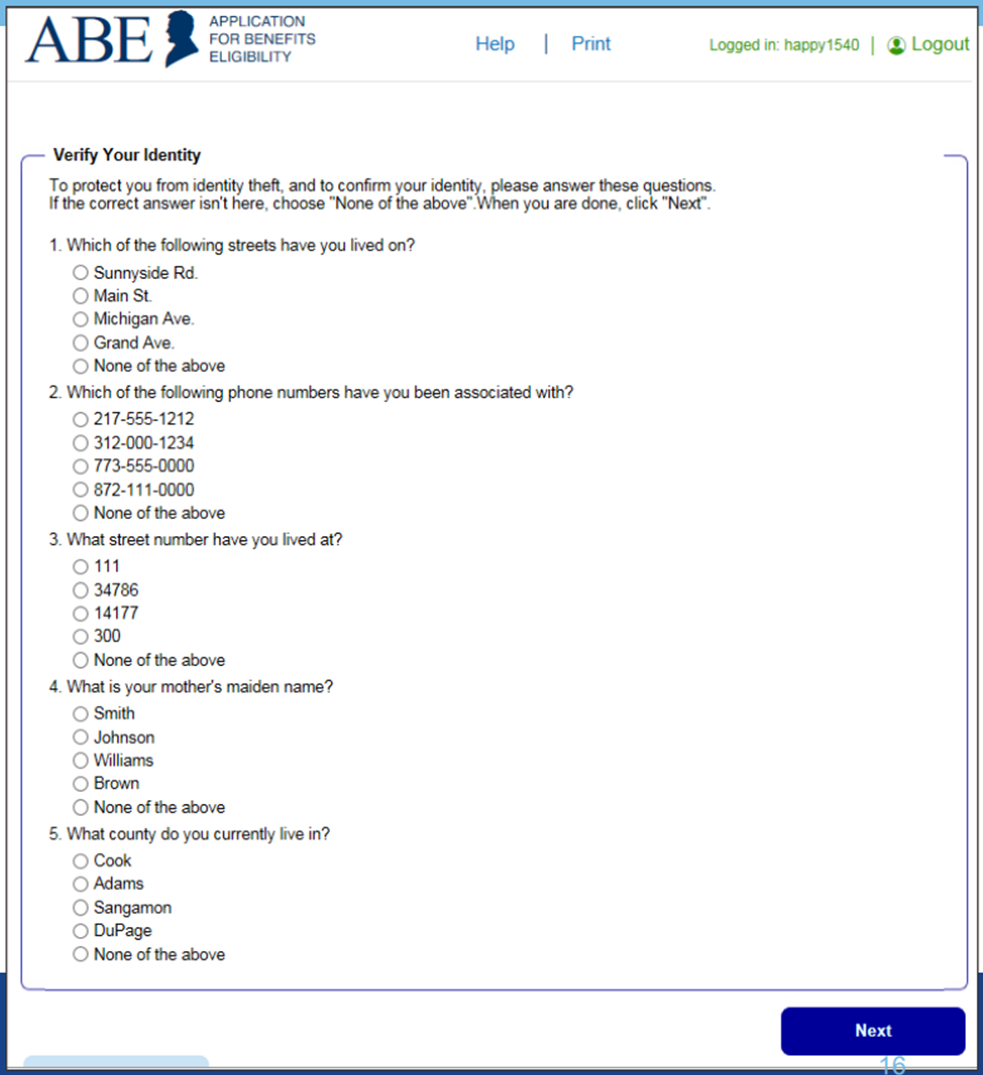 ABE
APPLICATION
FOR BENEFITS
ELIGIBILITY
Help | Print
Logged in: happy1540 | Logout
Verify Your Identity
To protect you from identity theft, and to confirm your identity, please answer these questions.
If the correct answer isn't here, choose "None of the above".When you are done, click "Next".
1. Which of the following streets have you lived on?
Sunnyside Rd.
Main St.
Michigan Ave.
Grand Ave.
None of the above
2. Which of the following phone numbers have you been associated with?
217-555-1212
312-000-1234
773-555-0000
872-111-0000
None of the above
3. What street number have you lived at?
111
34786
14177
300
None of the above
4. What is your mother's maiden name?
Smith
Johnson
Williams
Brown
None of the above
5. What county do you currently live in?
Cook
Adams
Sangamon
DuPage
None of the above
Next
16